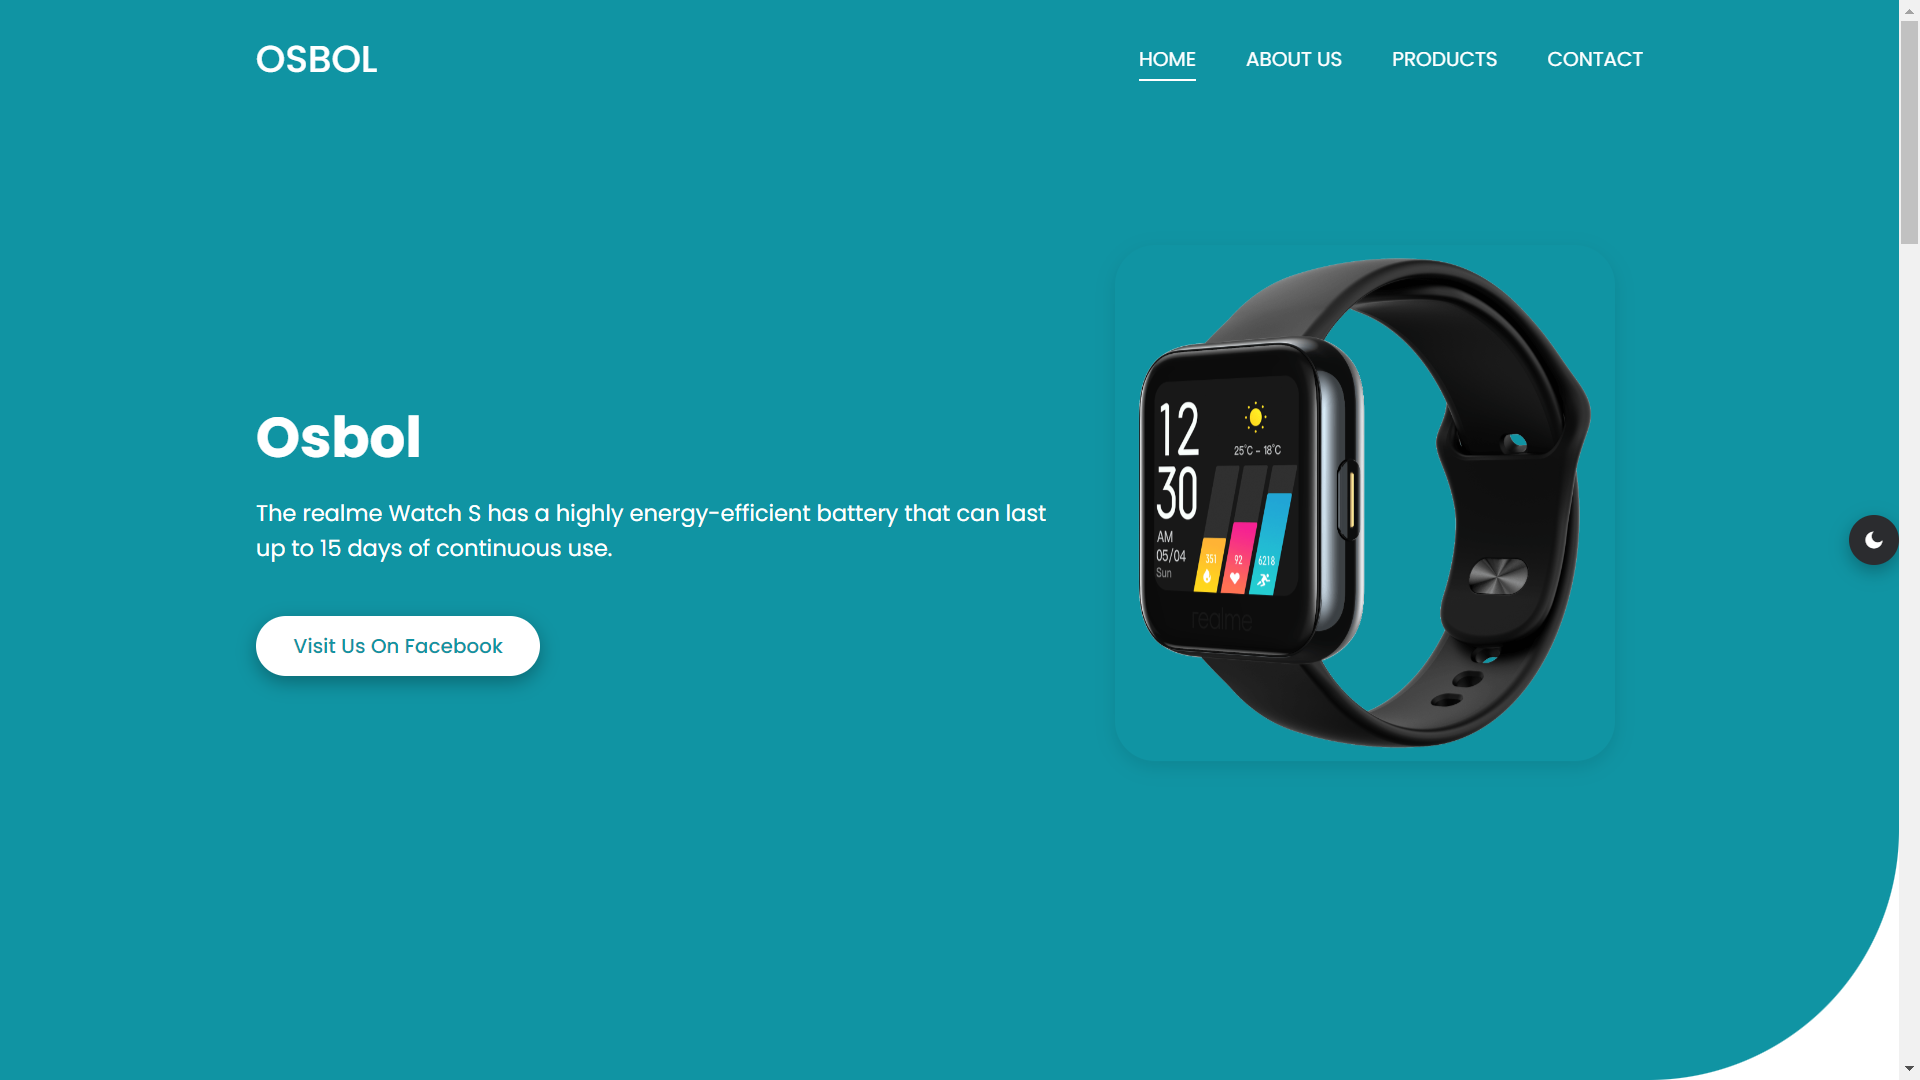 OSBOL
HOME ABOUT US PRODUCTS CONTACT
Osbol
The realme Watch S has a highly energy-efficient battery that can last
up to 15 days of continuous use.
Visit Us On Facebook
12
30
AM
05/04
Sun
25°C - 18°C
351 92 6218
realme